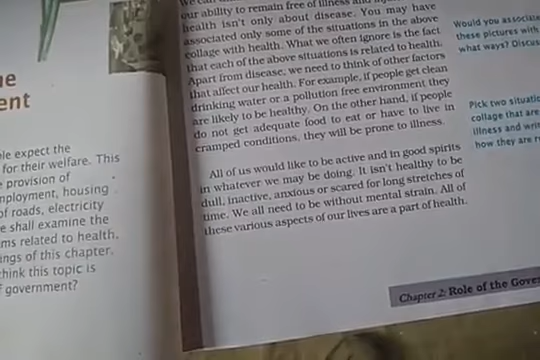 ent
ple expect the
for their welfare. This
provision of
mployment, housing
of roads, electricity
e shall examine the
ms related to health.
ings of this chapter.
think this topic is
f government?
our ability to remain free of illness and
health isn't only about disease. You may have
associated only some of the situations in the above
collage with health. What we often ignore is the fact
that each of the above situations is related to health.
Apart from disease, we need to think of other factors
that affect our health. For example, if people get clean
drinking water or a pollution free environment they
are likely to be healthy. On the other hand, if people
do not get adequate food to eat or have to live in
cramped conditions, they will be prone to illness.
All of us would like to be active and in good spirits
in whatever we may be doing. It isn't healthy to be
dull, inactive, anxious or scared for long stretches of
time. We all need to be without mental strain. All of
these various aspects of our lives are a part of health.
Would you associate
these pictures with
what ways? Discus
Pick two situatio
collage that are
illness and wri
how they are r
Chapter 2: Role of the Gover